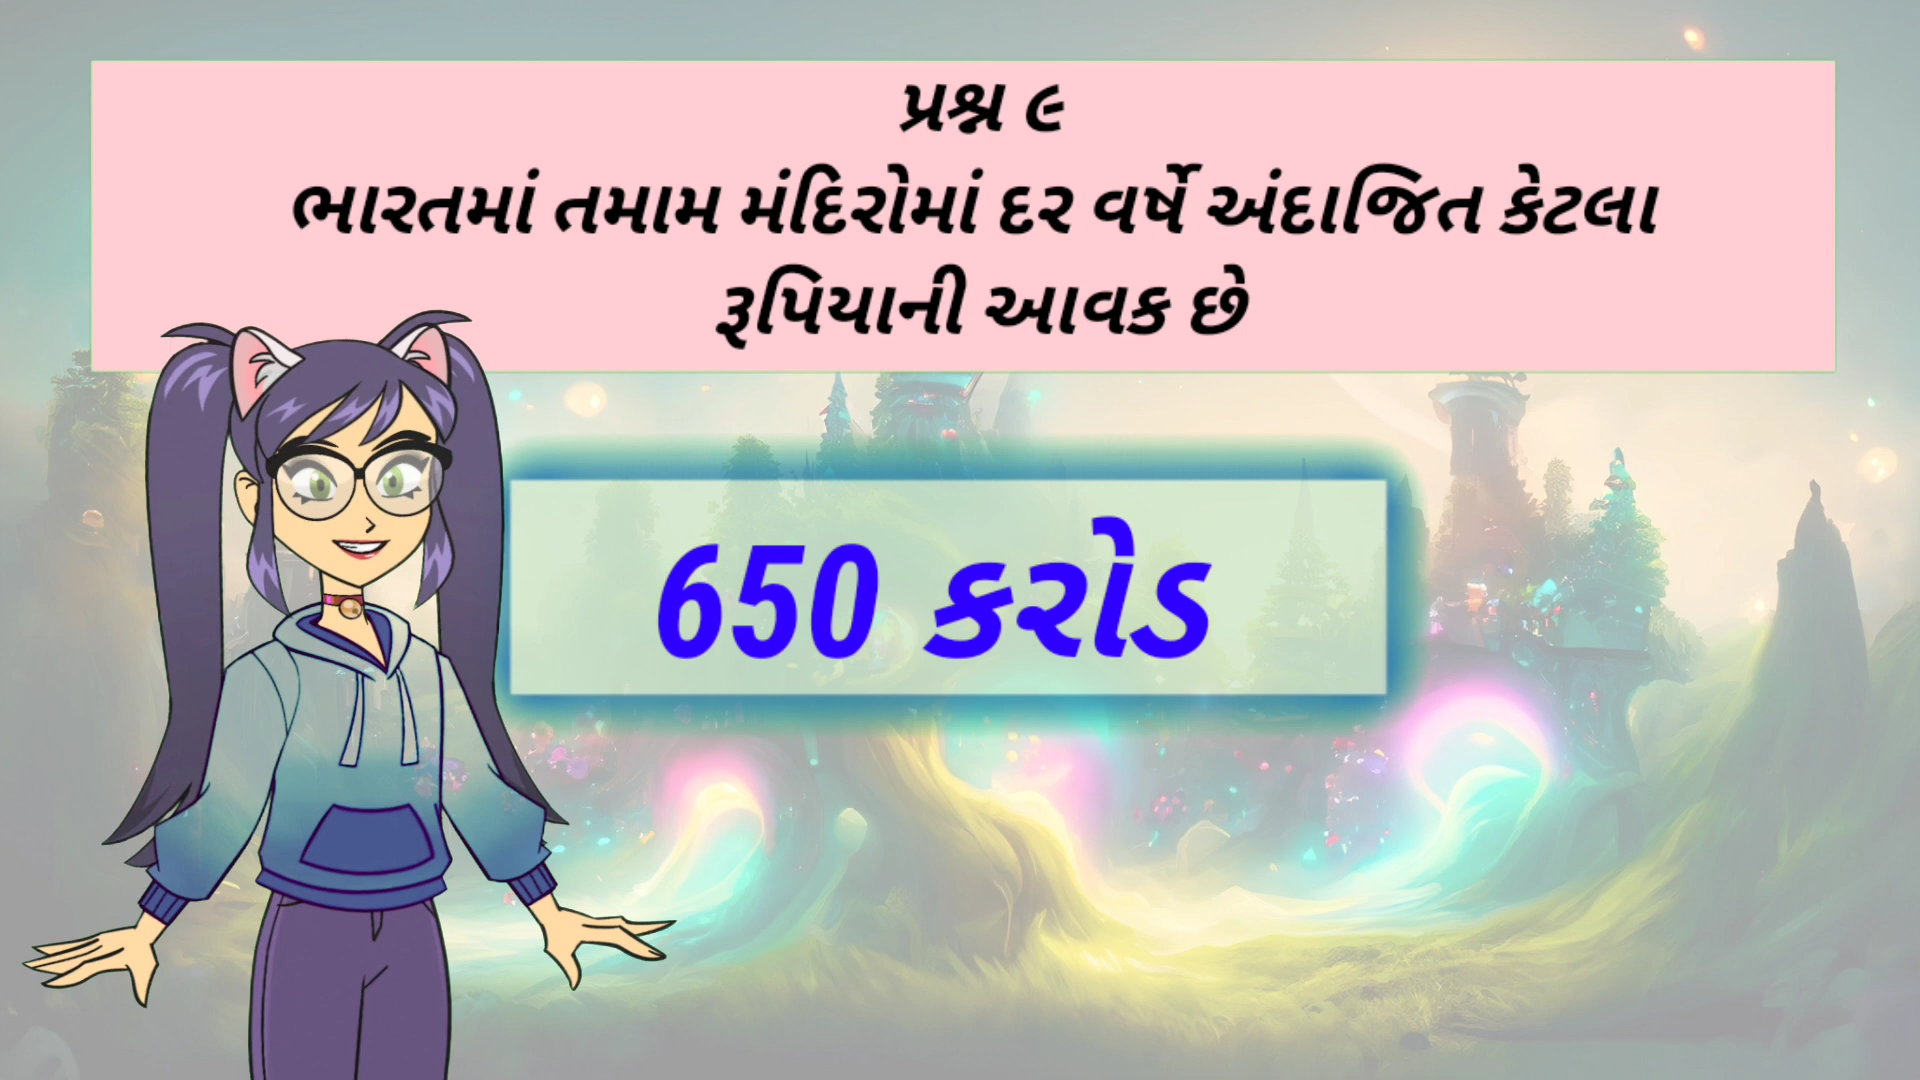 પ્રશ્ન ૯
ભારતમાં તમામ મંદિરોમાં દર વર્ષે અંદાજિત કેટલા
રૂપિયાની આવક છે
650 કરોડ